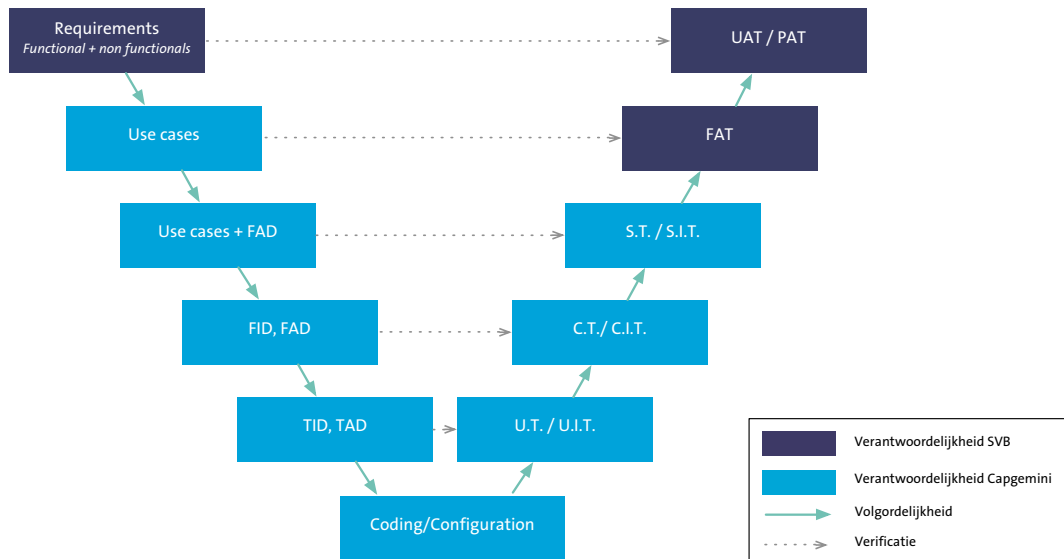 Requirements
Functional + non functionals
UAT / PAT
Use cases
FAT
Use cases + FAD
S.T. / S.I.T.
FID, FAD
C.T./ C.I.T.
TID, TAD
U.T. / U.I.T.
Coding/Configuration
Verantwoordelijkheid SVB
Verantwoordelijkheid Capgemini
Volgordelijkheid
Verificatie